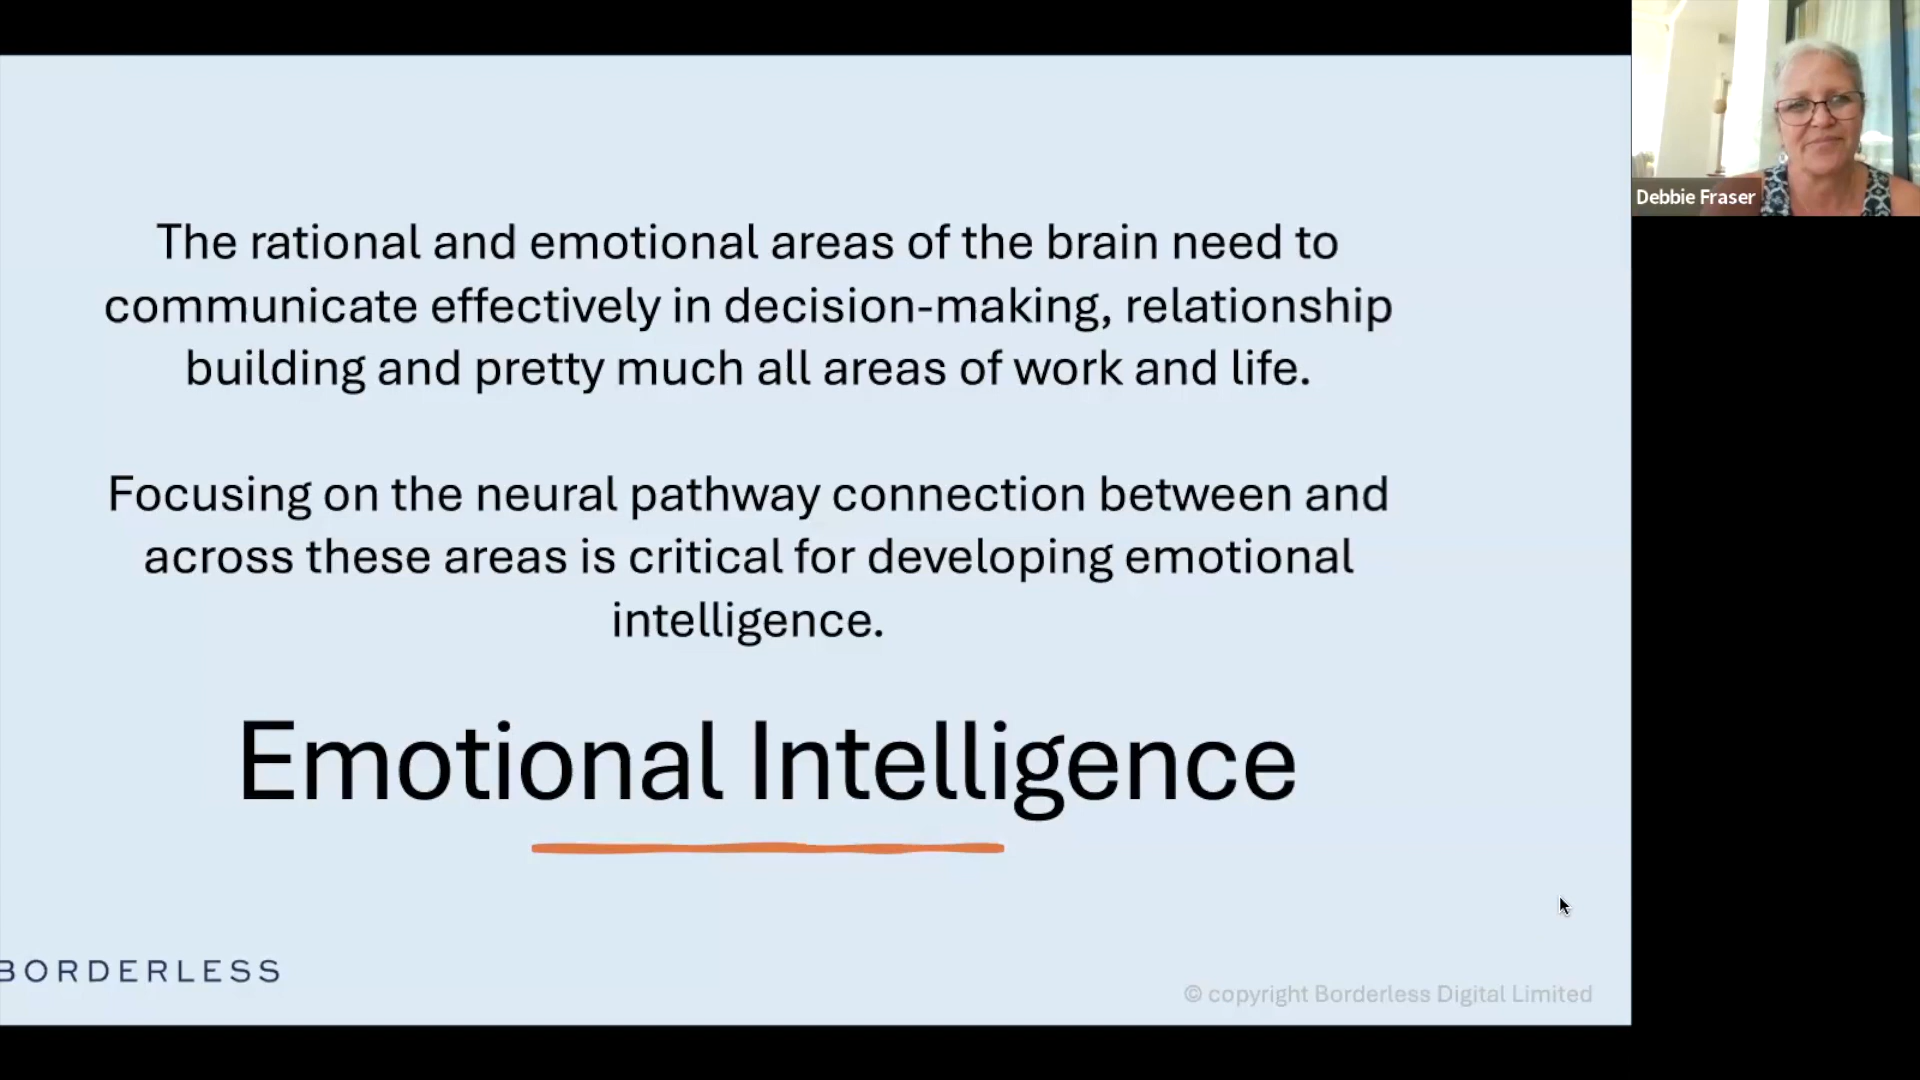 Debbie Fraser
The rational and emotional areas of the brain need to
communicate effectively in decision-making, relationship
building and pretty much all areas of work and life.
Focusing on the neural pathway connection between and
across these areas is critical for developing emotional
intelligence.
Emotional Intelligence
BORDERLESS
© copyright Borderless Digital Limited